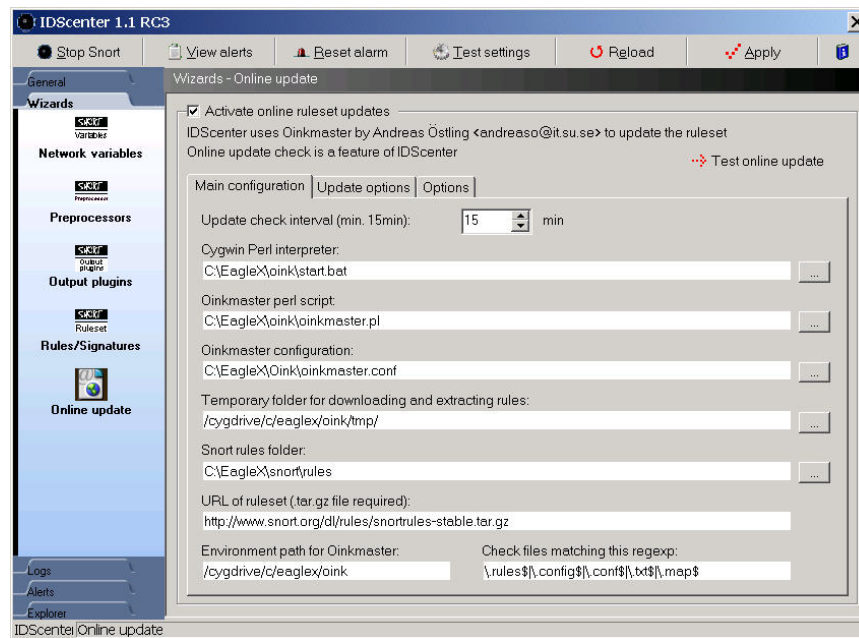 IDScenter 1.1 RC3
Stop Snort View alerts Reset alarm Test settings Reload Apply
General
Wizards
Snort
Variables
Network variables
Snort
Preprocessors
Preprocessors
Snort
Output plugins
Output plugins
Snort
Ruleset
Rules/Signatures
Online update
Logs
Alerts
Explorer
Wizards - Online update
Activate online ruleset updates
IDScenter uses Oinkmaster by Andreas Östling <andreaso@it.su.se> to update the ruleset
Online update check is a feature of IDScenter
Test online update
Main configuration Update options Options
Update check interval (min. 15min): 15 min
Cygwin Perl interpreter:
C:\EagleX\oink\start.bat ...
Oinkmaster perl script:
C:\EagleX\oink\oinkmaster.pl ...
Oinkmaster configuration:
C:\EagleX\Oink\oinkmaster.conf ...
Temporary folder for downloading and extracting rules:
/cygdrive/c/eaglex/oink/tmp/ ...
Snort rules folder:
C:\EagleX\snort\rules ...
URL of ruleset (.tar.gz file required):
http://www.snort.org/dl/rules/snortrules-stable.tar.gz
Environment path for Oinkmaster: Check files matching this regexp:
/cygdrive/c/eaglex/oink \.rules$|\.config$|\.conf$|\.txt$|\.map$
IDScenter Online update